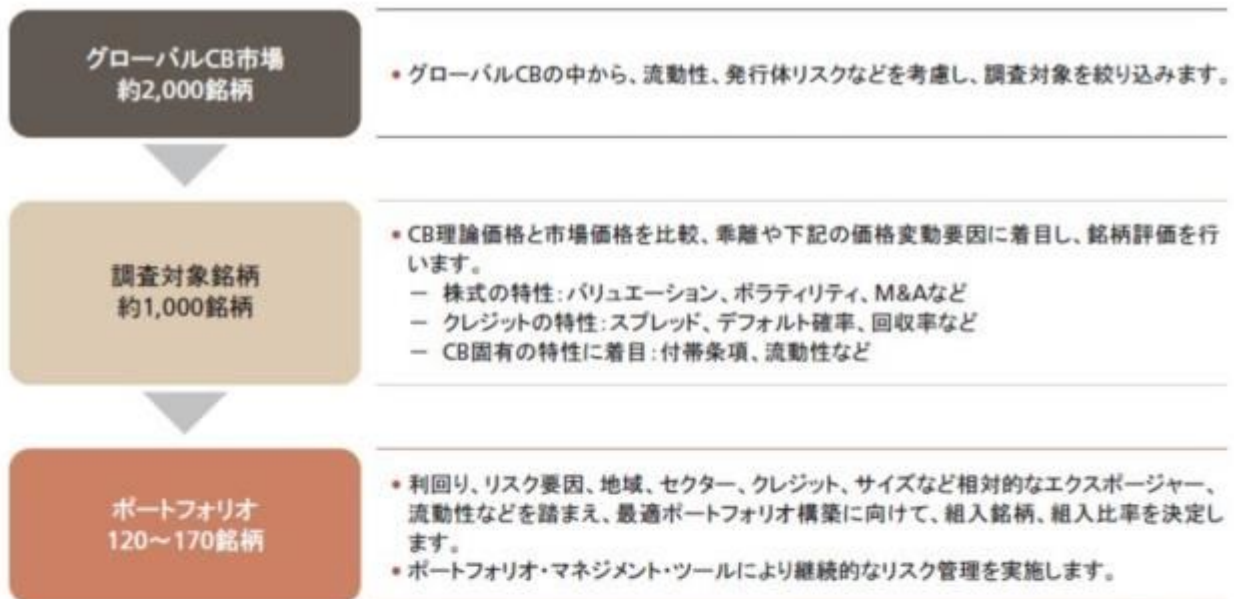 グローバルCB市場
約2,000銘柄
• グローバルCBの中から、流動性、発行体リスクなどを考慮し、調査対象を絞り込みます。
調査対象銘柄
約1,000銘柄
• CB理論価格と市場価格を比較、乖離や下記の価格変動要因に着目し、銘柄評価を行
います。
－ 株式の特性：バリュエーション、ボラティリティ、M&Aなど
－ クレジットの特性：スプレッド、デフォルト確率、回収率など
－ CB固有の特性に着目：付帯条項、流動性など
ポートフォリオ
120～170銘柄
• 利回り、リスク要因、地域、セクター、クレジット、サイズなど相対的なエクスポージャー、
流動性などを踏まえ、最適ポートフォリオ構築に向けて、組入銘柄、組入比率を決定し
ます。
• ポートフォリオ・マネジメント・ツールにより継続的なリスク管理を実施します。